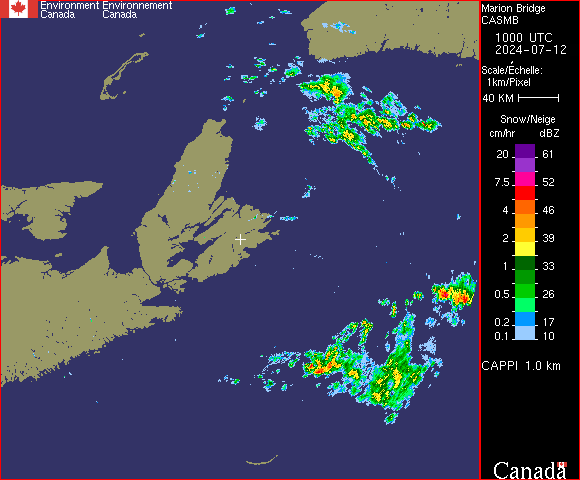 Environment Environnement
Canada Canada
Marion Bridge
CASMB
1000 UTC
2024-07-12
Scale/Échelle:
1km/Pixel
40 KM
Snow/Neige
cm/hr dBZ
20 61
7.5 52
4 46
2 39
1 33
0.5 26
0.2 17
0.1 10
CAPPI 1.0 km
Canada